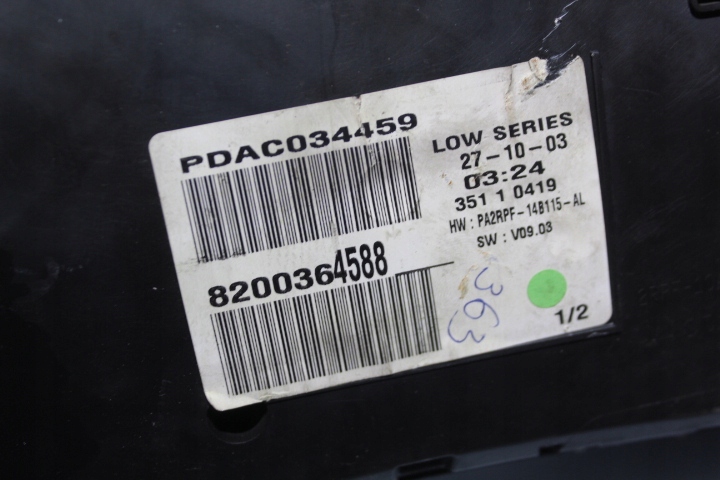 PDAC034459
8200364588
LOW SERIES
27-10-03
03:24
351 1 0419
HW : PA2RPF-14B115-AL
SW : V09.03
363
1/2